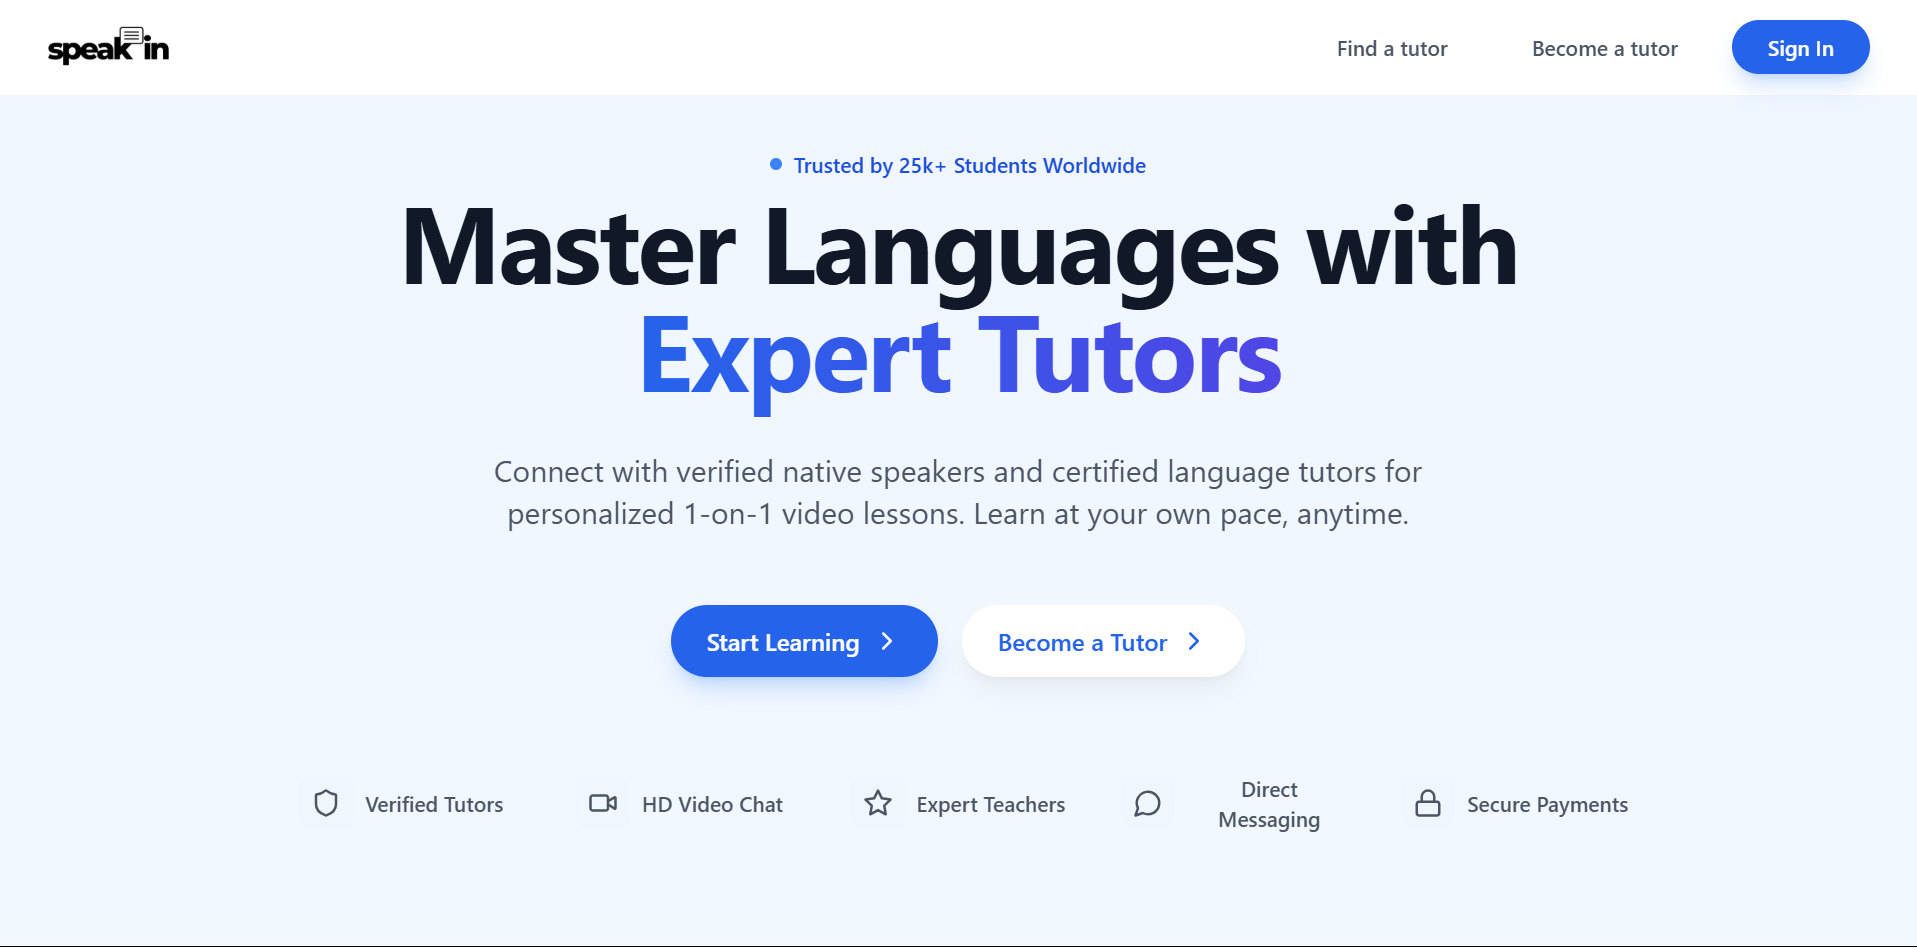 speak in
Find a tutor
Become a tutor
Sign In
Trusted by 25k+ Students Worldwide
Master Languages with
Expert Tutors
Connect with verified native speakers and certified language tutors for
personalized 1-on-1 video lessons. Learn at your own pace, anytime.
Start Learning
Become a Tutor
Verified Tutors
HD Video Chat
Expert Teachers
Direct
Messaging
Secure Payments